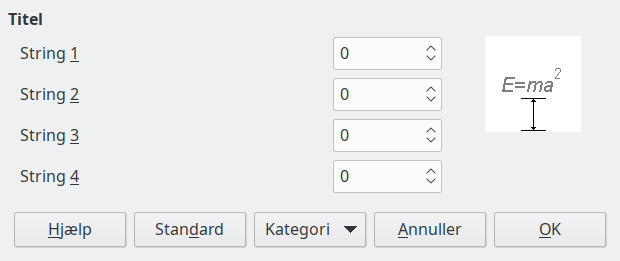 Titel
String 1 0
String 2 0
String 3 0
String 4 0
E=ma²
Hjælp Standard Kategori Annuller OK